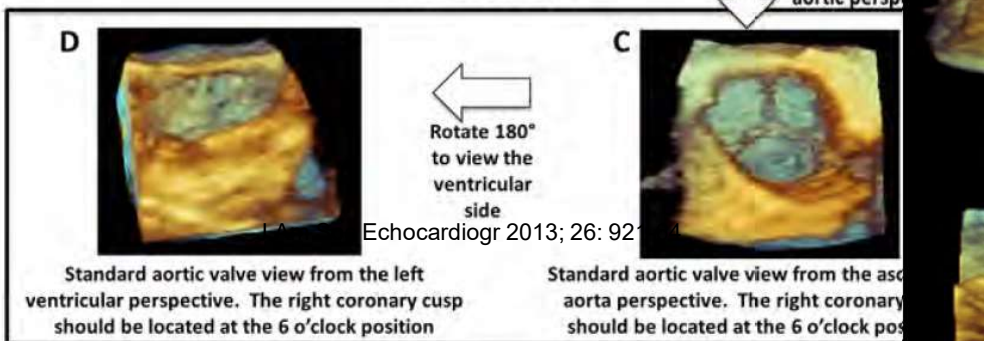 aortic persp
D
C
Rotate 180°
to view the
ventricular
side
Echocardiogr 2013; 26: 92
Standard aortic valve view from the left
ventricular perspective. The right coronary cusp
should be located at the 6 o'clock position
Standard aortic valve view from the asc
aorta perspective. The right coronary
should be located at the 6 o'clock pos